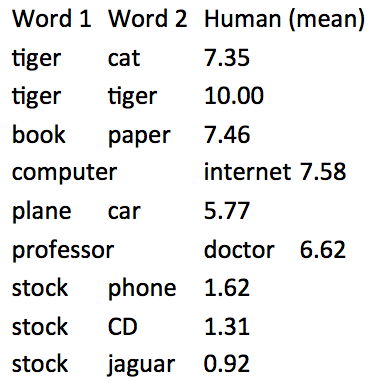 Word 1 Word 2 Human (mean)
tiger cat 7.35
tiger tiger 10.00
book paper 7.46
computer internet 7.58
plane car 5.77
professor doctor 6.62
stock phone 1.62
stock CD 1.31
stock jaguar 0.92